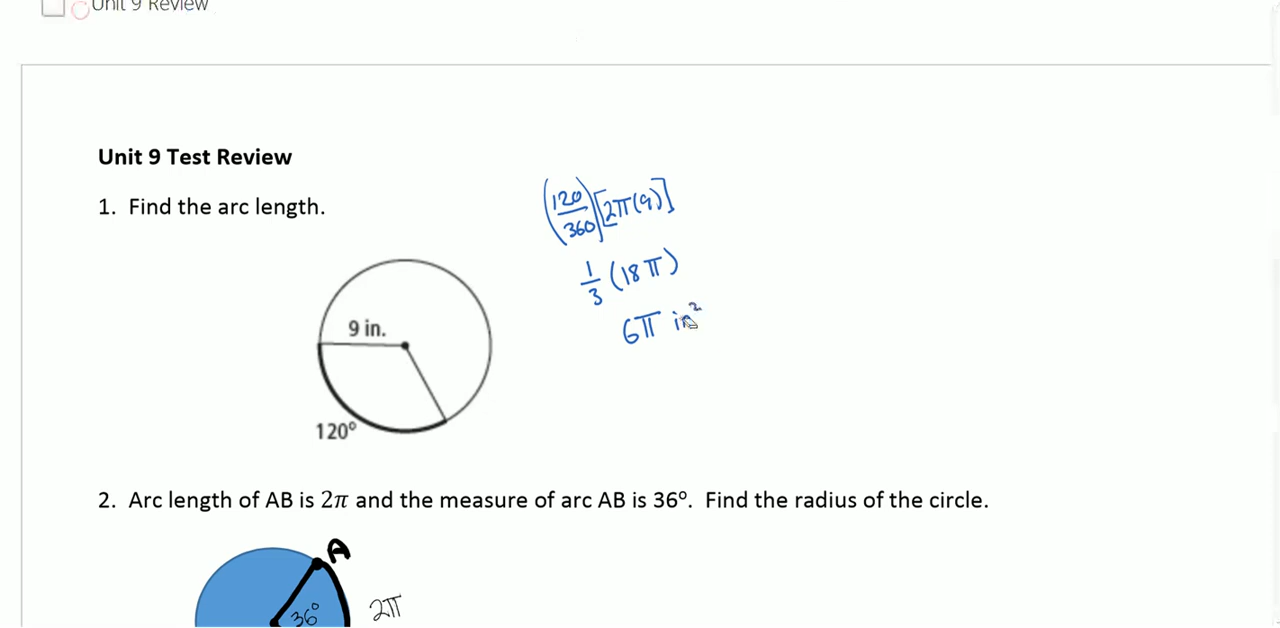 Unit 9 Review
Unit 9 Test Review
1. Find the arc length.
(120/360)[2π(9)]
1/3 (18π)
6π in²
9 in.
120°
2. Arc length of AB is 2π and the measure of arc AB is 36°. Find the radius of the circle.
A
36°
2π